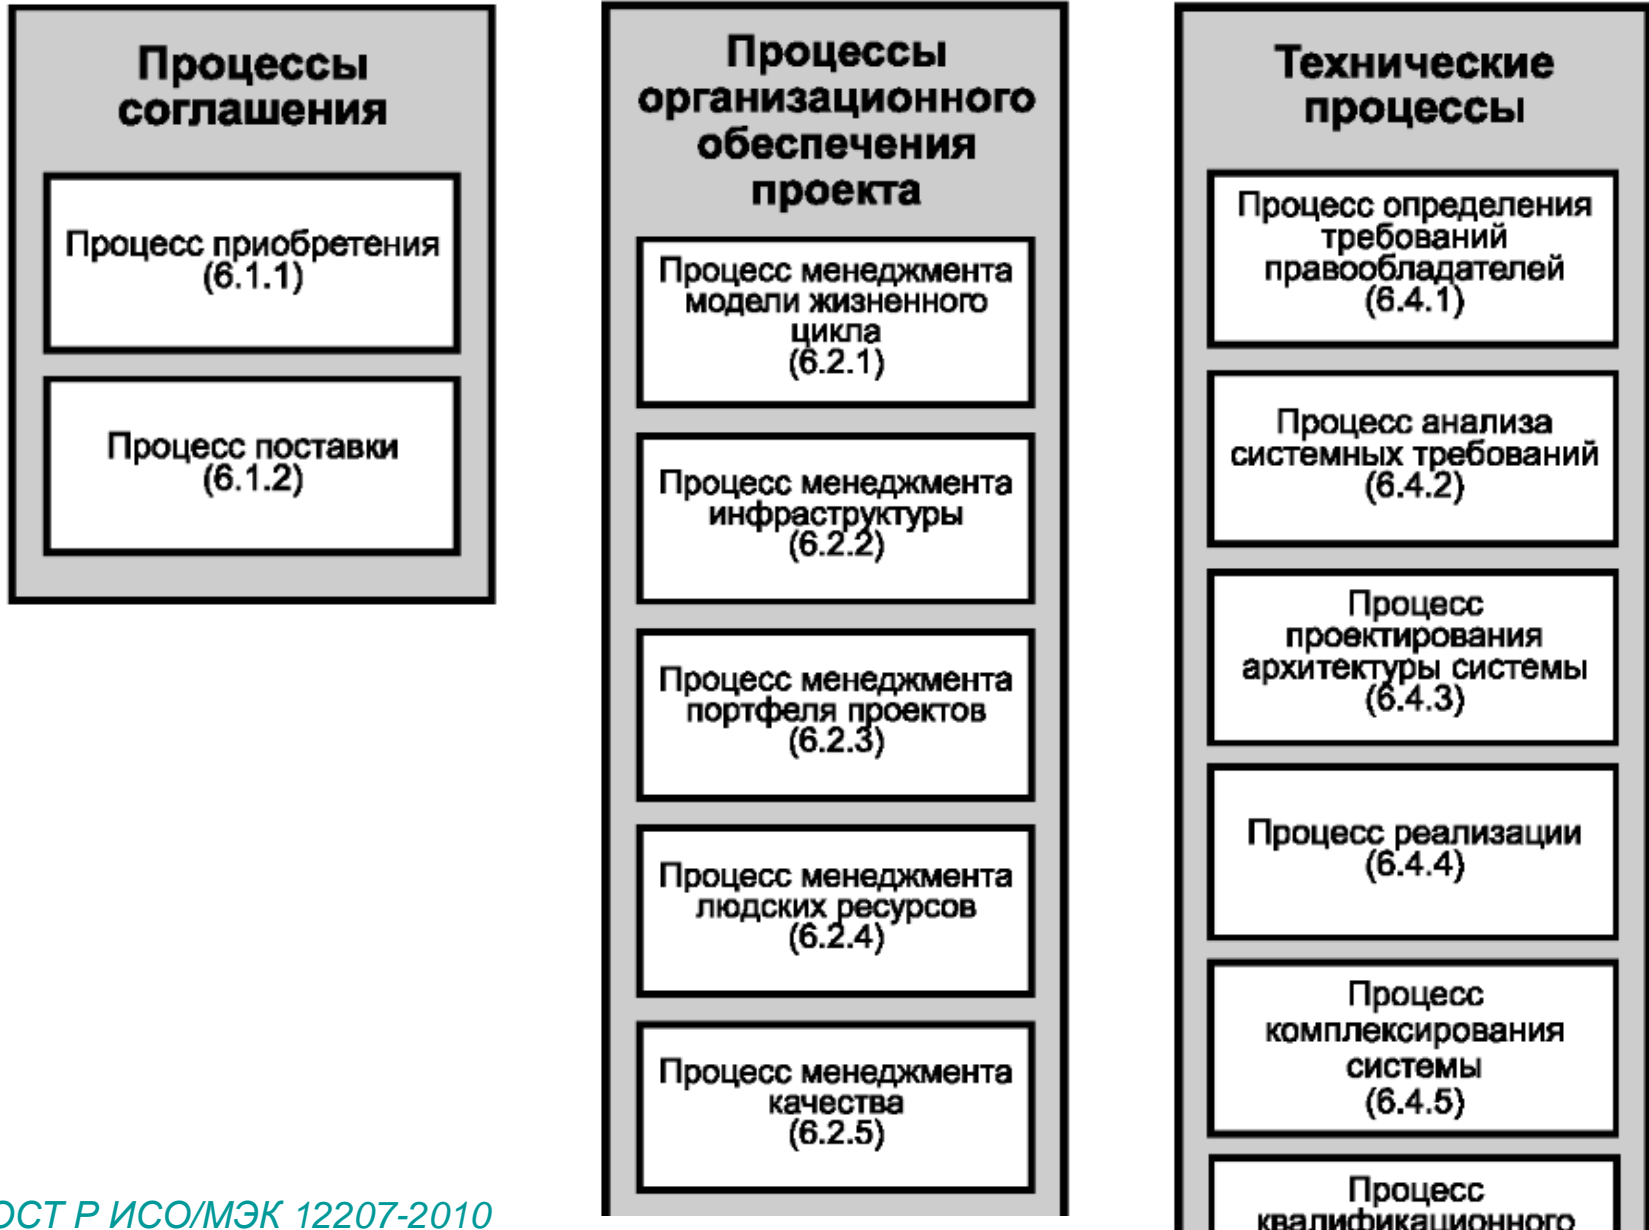 Процессы
соглашения
Процесс приобретения
(6.1.1)
Процесс поставки
(6.1.2)
Процессы
организационного
обеспечения
проекта
Процесс менеджмента
модели жизненного
цикла
(6.2.1)
Процесс менеджмента
инфраструктуры
(6.2.2)
Процесс менеджмента
портфеля проектов
(6.2.3)
Процесс менеджмента
людских ресурсов
(6.2.4)
Процесс менеджмента
качества
(6.2.5)
Технические
процессы
Процесс определения
требований
правообладателей
(6.4.1)
Процесс анализа
системных требований
(6.4.2)
Процесс
проектирования
архитектуры системы
(6.4.3)
Процесс реализации
(6.4.4)
Процесс
комплексирования
системы
(6.4.5)
Процесс
квалификационного
ОСТ Р ИСО/МЭК 12207-2010